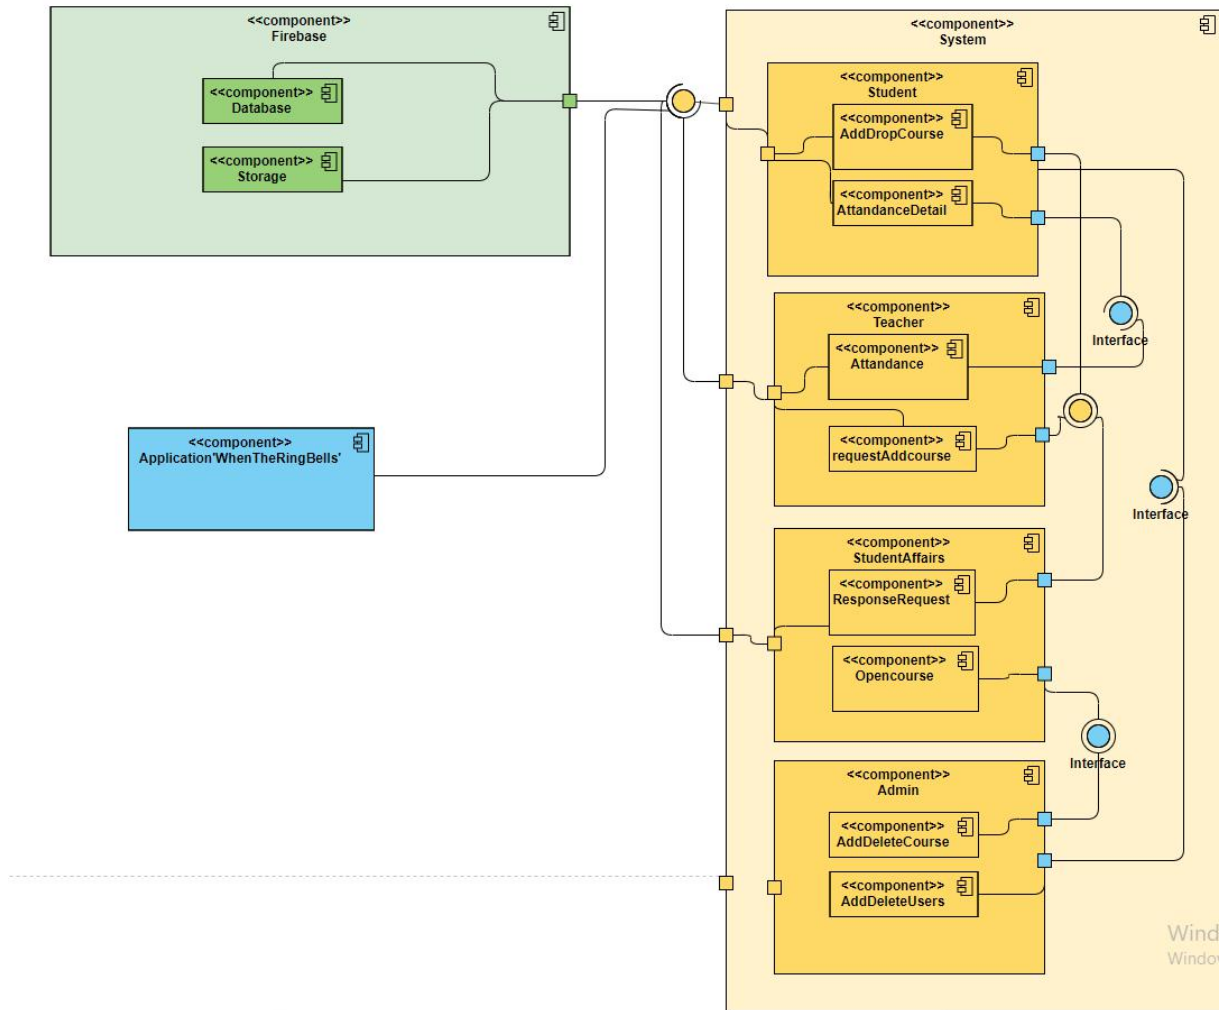 <<component>>
Firebase
<<component>>
Database
<<component>>
Storage
<<component>>
Application'WhenTheRingBells'
<<component>>
System
<<component>>
Student
<<component>>
AddDropCourse
<<component>>
AttandanceDetail
<<component>>
Teacher
<<component>>
Attandance
<<component>>
requestAddcourse
Interface
Interface
<<component>>
StudentAffairs
<<component>>
ResponseRequest
<<component>>
Opencourse
Interface
<<component>>
Admin
<<component>>
AddDeleteCourse
<<component>>
AddDeleteUsers
Wind
Window